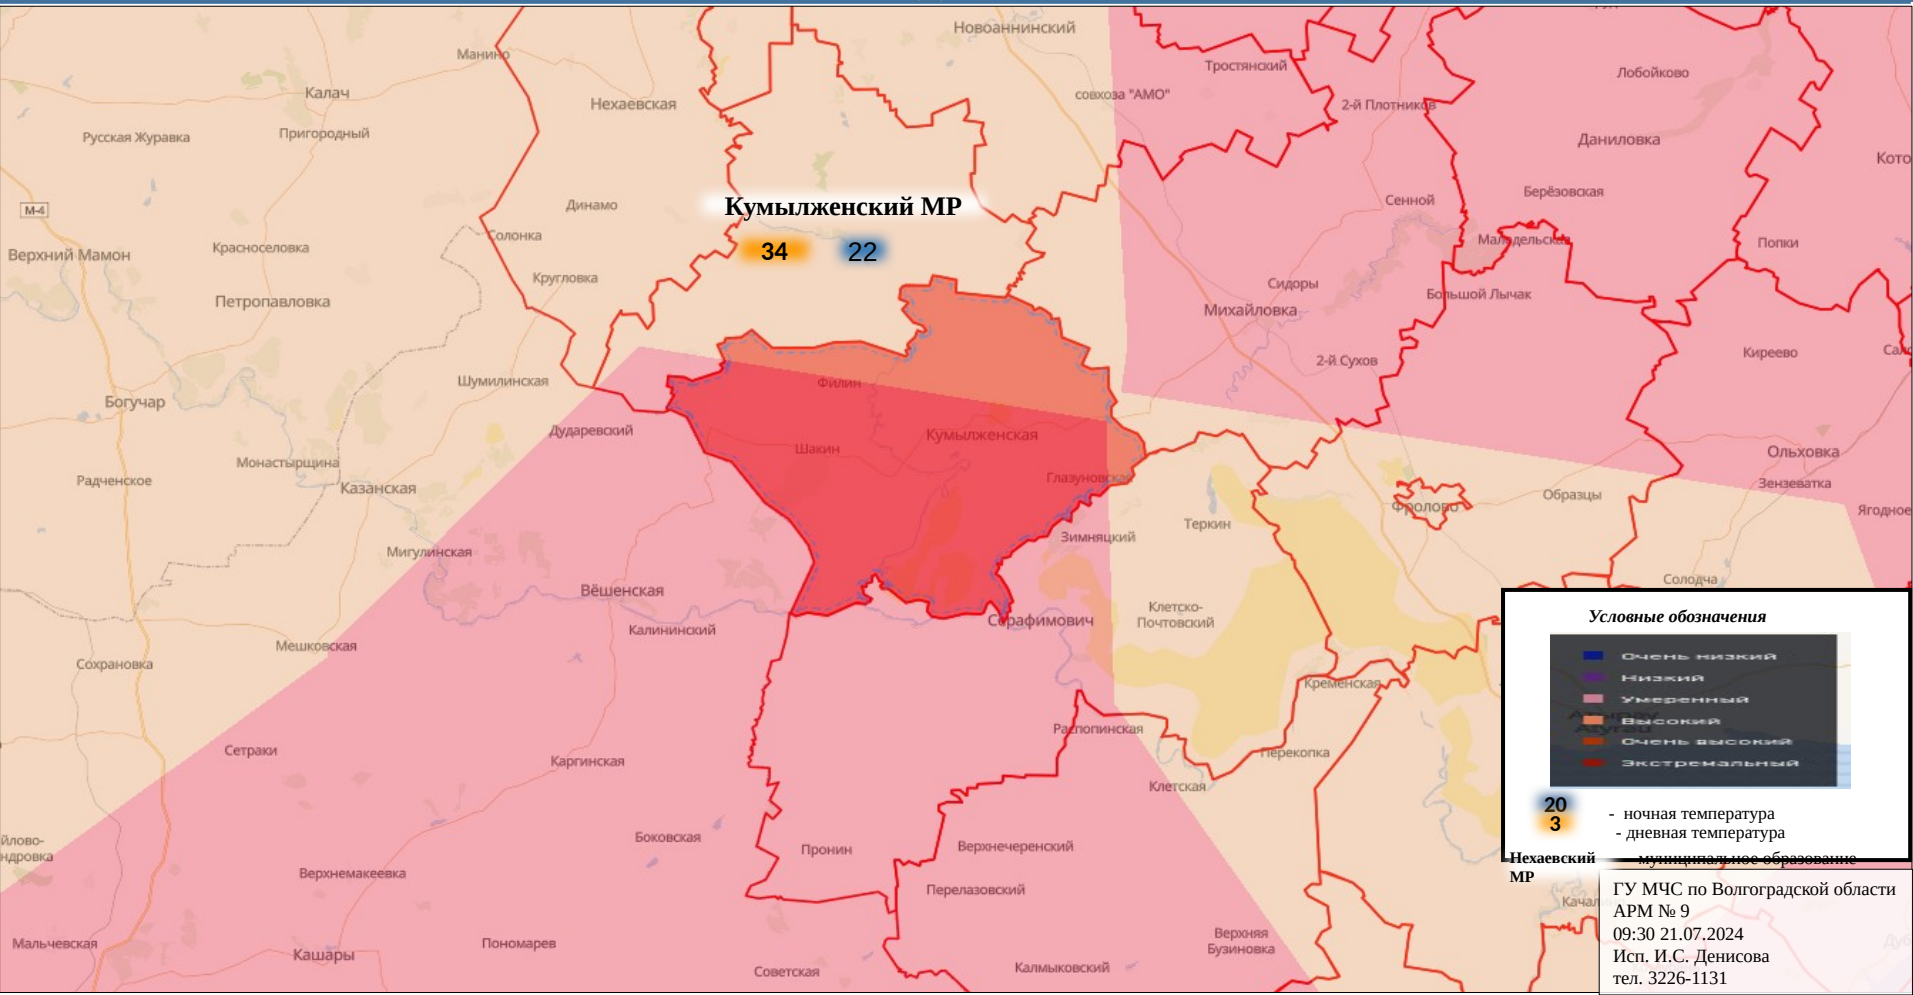 Новоаннинский
Манино
Тростянский
Лобойково
Калач
Нехаевская
совхоза "АМО"
2-й Плотников
Русская Журавка
Пригородный
Даниловка
Кото
Берёзовская
Динамо
Сенной
М-4
Кумылженский МР
Солонка
Малодельская
Попки
Верхний Мамон
Красноселовка
34
22
Кругловка
Сидоры
Большой Лычак
Петропавловка
Михайловка
Киреево
2-й Сухов
Шумилинская
Филин
Богучар
Дударевский
Кумылженская
Шакин
Ольховка
Монастырщина
Радченское
Казанская
Глазуновская
Зензеватка
Образцы
Фролово
Ягодное
Теркин
Зимняцкий
Мигулинская
Солодча
Вёшенская
Клетско-
Почтовский
Серафимович
Калининский
Мешковская
Сохрановка
Кременская
Распопинская
Сетраки
Каргинская
Перекопка
Клетская
Боковская
Пронин
Верхнечеренский
йлово-
ндровка
Верхнемакеевка
Перелазовский
Мальчевская
Кашары
Пономарев
Верхняя
Бузиновка
Советская
Калмыковский
Условные обозначения
Очень низкий
Низкий
Умеренный
Высокий
Очень высокий
Экстремальный
20
- ночная температура
3
- дневная температура
Нехаевский
МР
муниципальное образование
ГУ МЧС по Волгоградской области
АРМ № 9
09:30 21.07.2024
Исп. И.С. Денисова
тел. 3226-1131